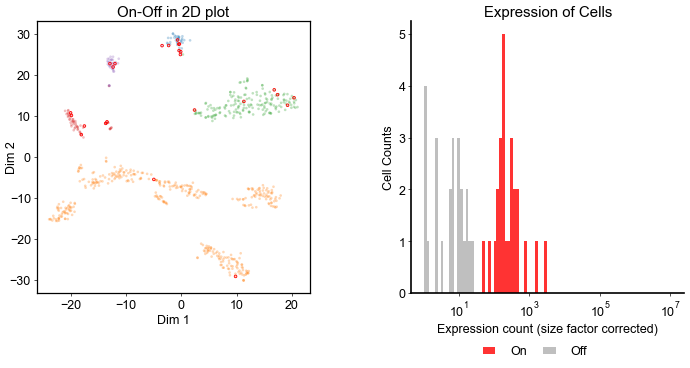 On-Off in 2D plot
30
20
10
0
−10
−20
−30
Dim 2
−20 −10 0 10 20
Dim 1
Expression of Cells
5
4
3
2
1
0
Cell Counts
10^1 10^3 10^5 10^7
Expression count (size factor corrected)
On Off